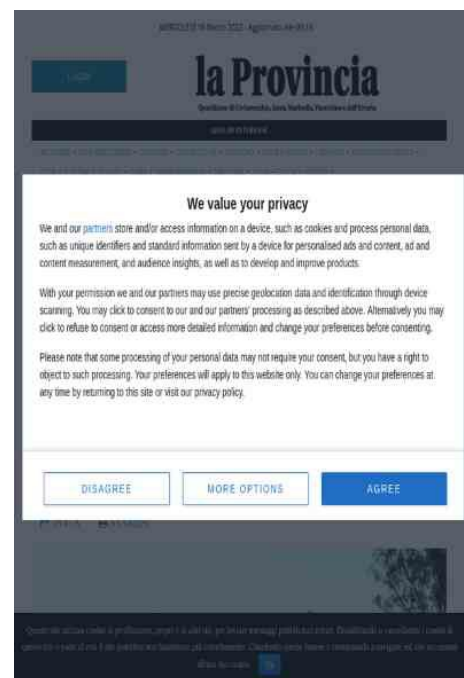 LOGIN
la Provincia
We value your privacy
We and our partners store and/or access information on a device, such as cookies and process personal data,
such as unique identifiers and standard information sent by a device for personalised ads and content, ad and
content measurement, and audience insights, as well as to develop and improve products.
With your permission we and our partners may use precise geolocation data and identification through device
scanning. You may click to consent to our and our partners' processing as described above. Alternatively you may
click to refuse to consent or access more detailed information and change your preferences before consenting.
Please note that some processing of your personal data may not require your consent, but you have a right to
object to such processing. Your preferences will apply to this website only. You can change your preferences at
any time by returning to this site or visit our privacy policy.
DISAGREE
MORE OPTIONS
AGREE